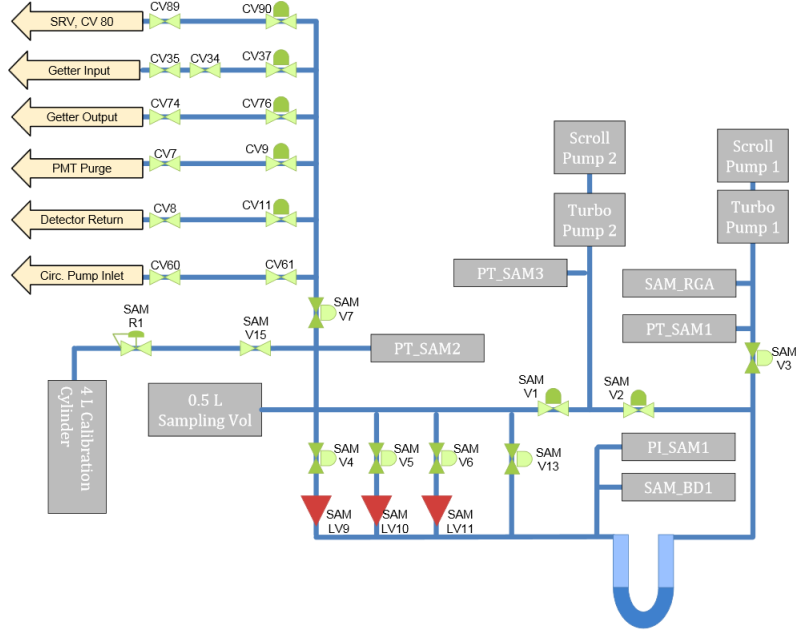 SRV, CV 80
CV89
CV90
Getter Input
CV35
CV34
CV37
Getter Output
CV74
CV76
PMT Purge
CV7
CV9
Detector Return
CV8
CV11
Circ. Pump Inlet
CV60
CV61
Scroll
Pump 2
Scroll
Pump 1
Turbo
Pump 2
Turbo
Pump 1
PT_SAM3
SAM_RGA
PT_SAM1
SAM
V7
SAM
R1
SAM
V15
PT_SAM2
SAM
V3
4 L Calibration
Cylinder
0.5 L
Sampling Vol
SAM
V1
SAM
V2
SAM
V4
SAM
V5
SAM
V6
SAM
V13
PI_SAM1
SAM_BD1
SAM
LV9
SAM
LV10
SAM
LV11